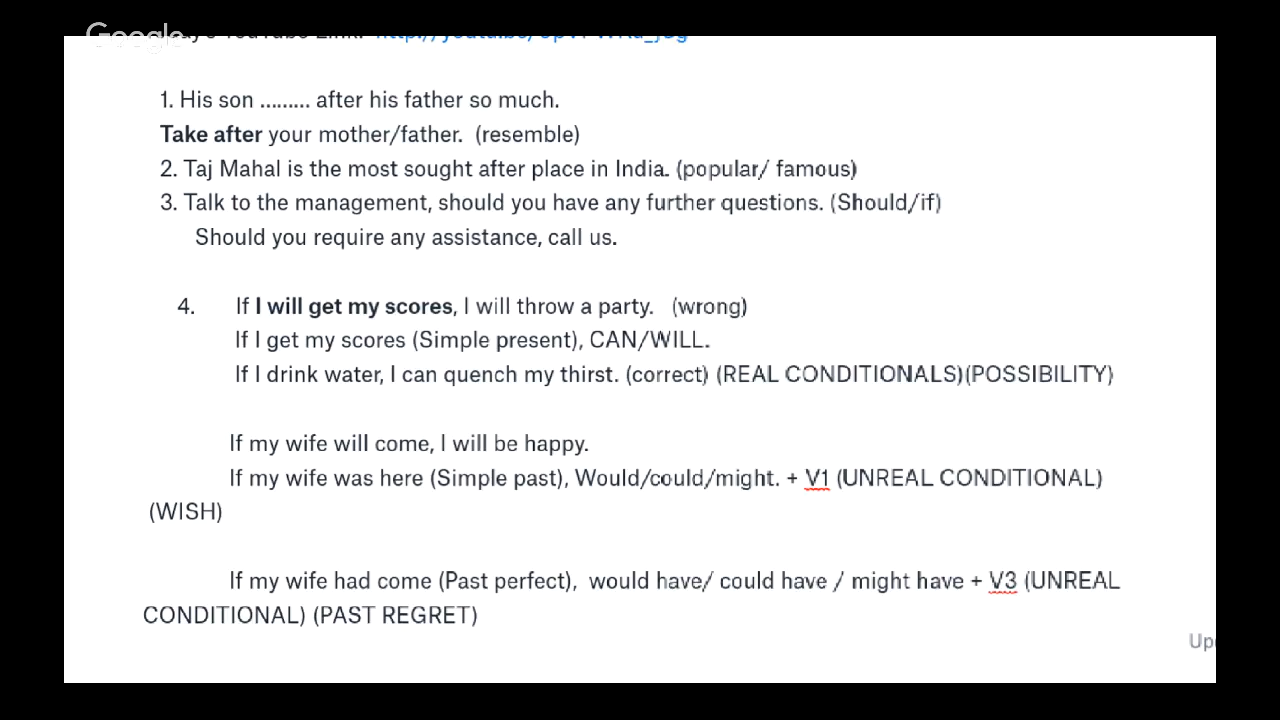 Google
YouTube Link:
1. His son ......... after his father so much.
Take after your mother/father. (resemble)
2. Taj Mahal is the most sought after place in India. (popular/ famous)
3. Talk to the management, should you have any further questions. (Should/if)
Should you require any assistance, call us.
4. If I will get my scores, I will throw a party. (wrong)
If I get my scores (Simple present), CAN/WILL.
If I drink water, I can quench my thirst. (correct) (REAL CONDITIONALS)(POSSIBILITY)
If my wife will come, I will be happy.
If my wife was here (Simple past), Would/could/might. + V1 (UNREAL CONDITIONAL)
(WISH)
If my wife had come (Past perfect), would have/ could have / might have + V3 (UNREAL
CONDITIONAL) (PAST REGRET)